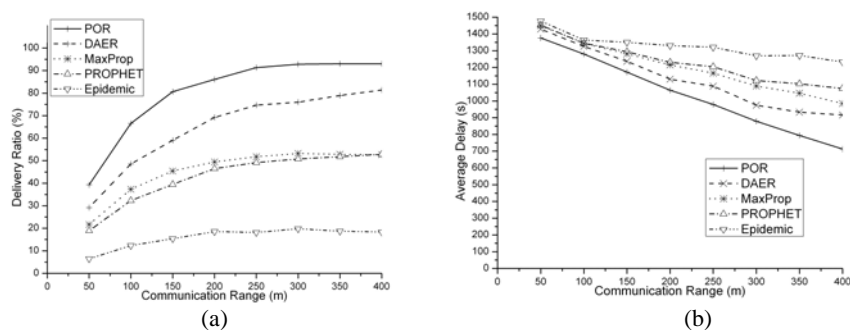 POR
DAER
MaxProp
PROPHET
Epidemic
100
90
80
70
60
50
40
30
20
10
0
Delivery Ratio (%)
0 50 100 150 200 250 300 350 400
Communication Range (m)
(a)
1500
1400
1300
1200
1100
1000
900
800
700
600
500
400
300
200
100
0
Average Delay (s)
POR
DAER
MaxProp
PROPHET
Epidemic
0 50 100 150 200 250 300 350 400
Communication Range (m)
(b)